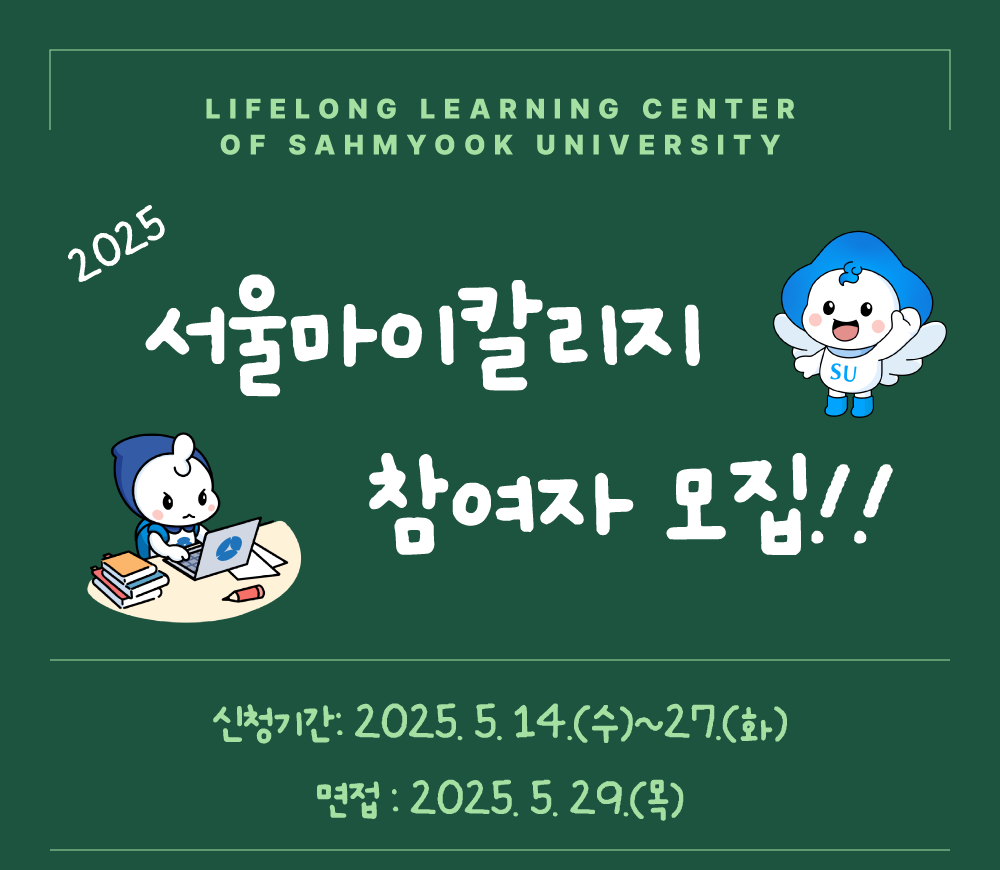 LIFELONG LEARNING CENTER
OF SAHMYOOK UNIVERSITY
2025
서울마이칼리지
SU
참여자 모집!!
신청기간: 2025. 5. 14.(수)~27.(화)
면접 : 2025. 5. 29.(목)